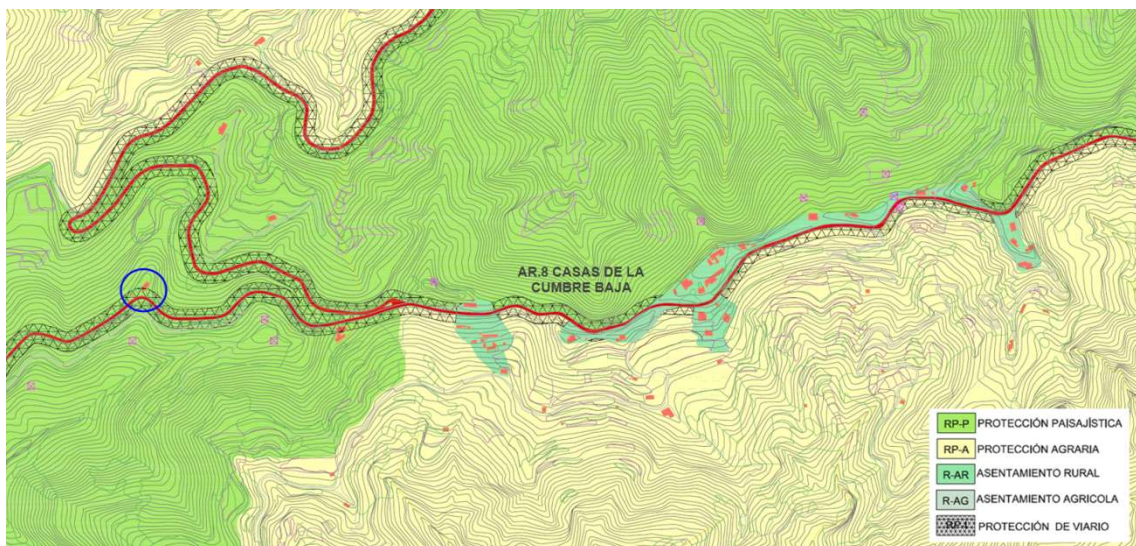 AR.8 CASAS DE LA
CUMBRE BAJA
RP-P PROTECCIÓN PAISAJÍSTICA
RP-A PROTECCIÓN AGRARIA
R-AR ASENTAMIENTO RURAL
R-AG ASENTAMIENTO AGRICOLA
PROTECCIÓN DE VIARIO